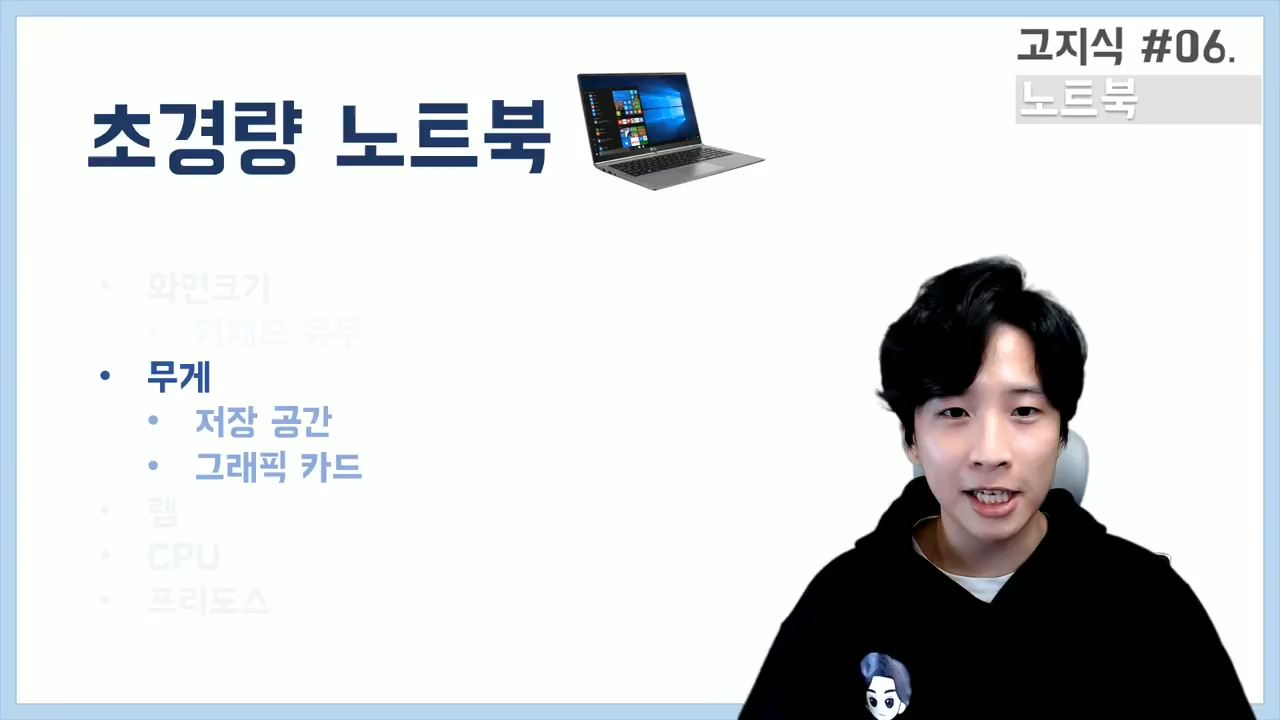 고지식 #06.
노트북
초경량 노트북
• 화면크기
• 키패드 유무
• 무게
• 저장 공간
• 그래픽 카드
• 램
• CPU
• 프리도스